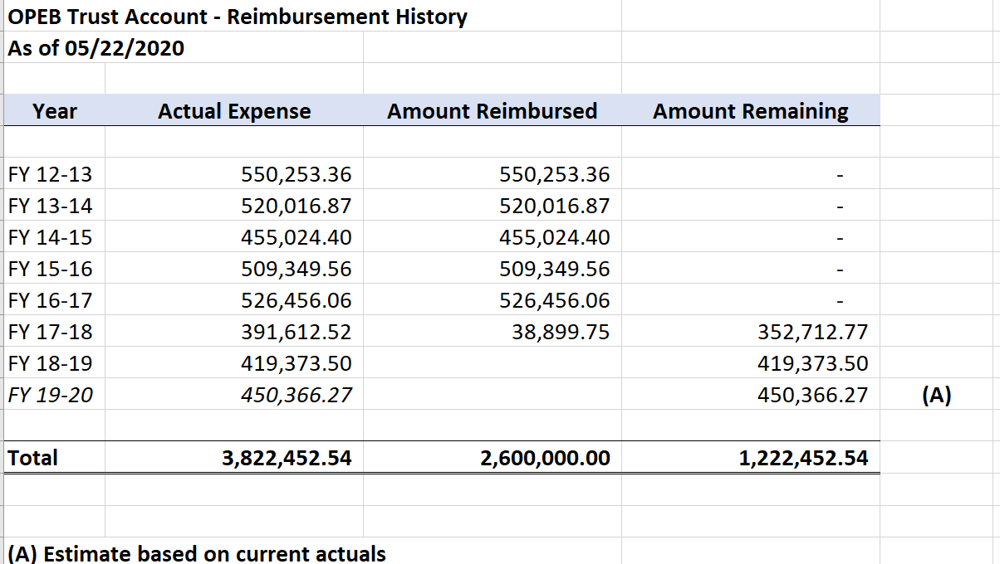 OPEB Trust Account - Reimbursement History
As of 05/22/2020
Year Actual Expense Amount Reimbursed Amount Remaining
FY 12-13 550,253.36 550,253.36 -
FY 13-14 520,016.87 520,016.87 -
FY 14-15 455,024.40 455,024.40 -
FY 15-16 509,349.56 509,349.56 -
FY 16-17 526,456.06 526,456.06 -
FY 17-18 391,612.52 38,899.75 352,712.77
FY 18-19 419,373.50 419,373.50
FY 19-20 450,366.27 450,366.27 (A)
Total 3,822,452.54 2,600,000.00 1,222,452.54
(A) Estimate based on current actuals